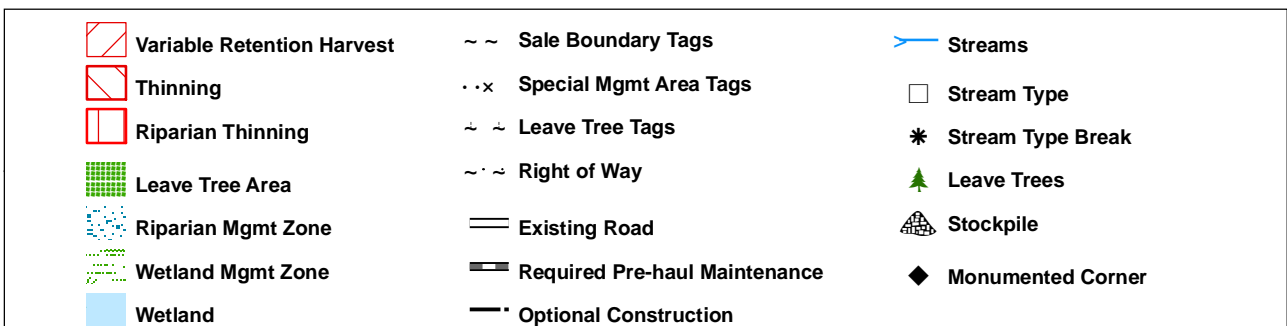 Variable Retention Harvest
Thinning
Riparian Thinning
Leave Tree Area
Riparian Mgmt Zone
Wetland Mgmt Zone
Wetland
Sale Boundary Tags
Special Mgmt Area Tags
Leave Tree Tags
Right of Way
Existing Road
Required Pre-haul Maintenance
Optional Construction
Streams
Stream Type
Stream Type Break
Leave Trees
Stockpile
Monumented Corner